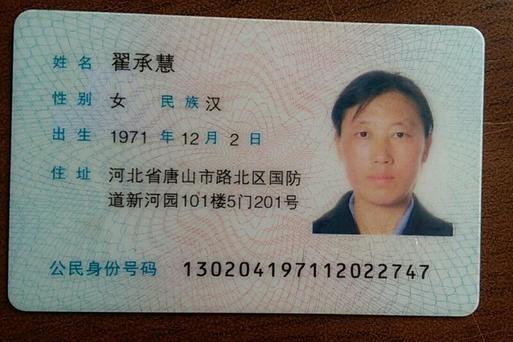 姓名 翟承慧
性别 女 民族 汉
出生 1971 年 12 月 2 日
住址 河北省唐山市路北区国防
道新河园101楼5门201号
公民身份号码 130204197112022747